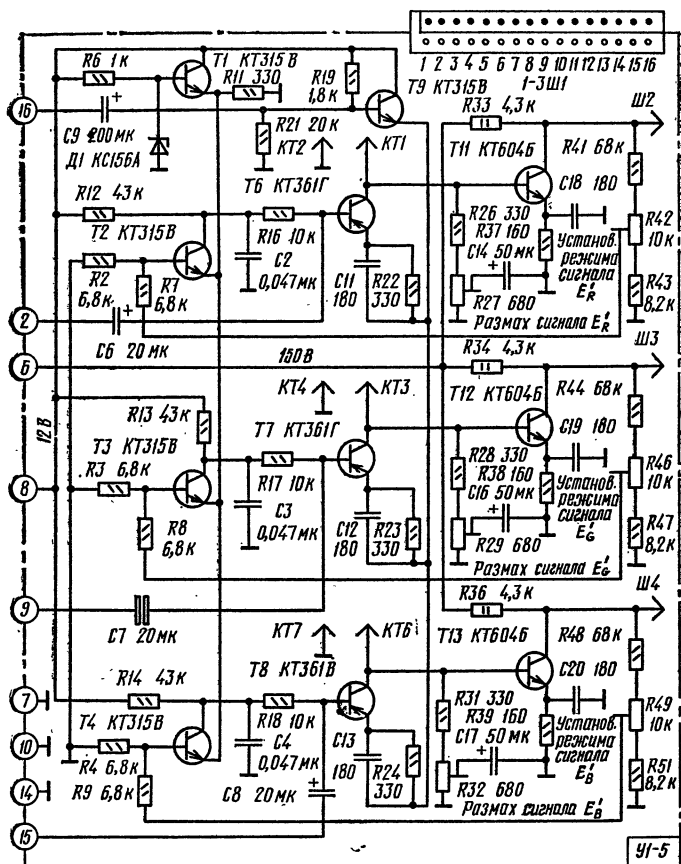 1 2 3 4 5 6 7 8 9 10 11 12 13 14 15 16
1-3Ш1
R6 1к
T1 КТ315В
R11 330
R19
1,8к
T9 КТ315В
16
C9 200мк
Д1 КС156А
R21 20к
КТ2
КТ1
R33 4,3к
Ш2
T11 КТ604Б
R41 68к
R12 43к
T6 КТ361Г
C18 180
T2 КТ315В
R16 10к
R26 330
R37 160
C14 50мк
R42
10к
R2
6,8к
R7
6,8к
C2
0,047мк
C11
180
R22
330
Установ.
режима
сигнала
E'R
R27 680
R43
8,2к
2
C6 20мк
Размах сигнала E'R
Ш3
6
150В
R34 4,3к
12В
R13 43к
КТ4
КТ3
T12 КТ604Б
R44 68к
T7 КТ361Г
C19 180
T3 КТ315В
R3 6,8к
R17 10к
R28 330
R38 160
C16 50мк
R46
10к
8
R8
6,8к
C3
0,047мк
C12
180
R23
330
Установ.
режима
сигнала
E'G
R29 680
R47
8,2к
Размах сигнала E'G
9
C7 20мк
R36 4,3к
Ш4
КТ7
КТ6
T13 КТ604Б
R48 68к
R14 43к
T8 КТ361В
C20 180
7
T4 КТ315В
R18 10к
R31 330
R39 160
C17 50мк
R49
10к
10
R4 6,8к
C4
0,047мк
C13
180
R24
330
Установ.
режима
сигнала
E'B
14
R9 6,8к
C8 20мк
R32 680
R51
8,2к
Размах сигнала E'B
15
У1-5